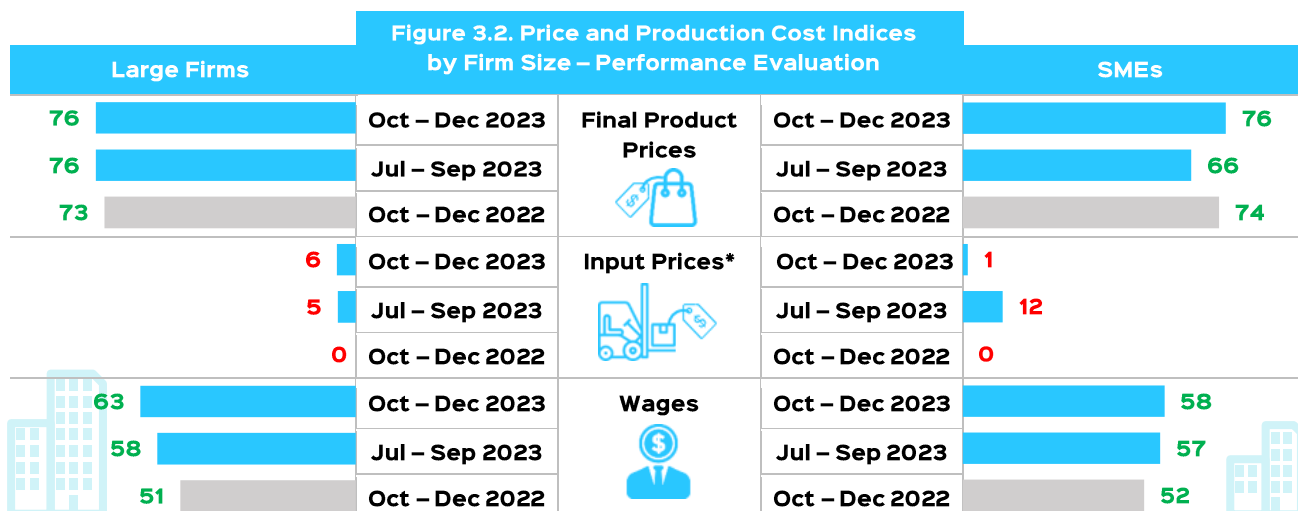 Figure 3.2. Price and Production Cost Indices
by Firm Size – Performance Evaluation
Large Firms
SMEs
76 Oct – Dec 2023 Final Product Oct – Dec 2023 76
Prices
76 Jul – Sep 2023 Jul – Sep 2023 66
$
73 Oct – Dec 2022 Oct – Dec 2022 74
6 Oct – Dec 2023 Input Prices* Oct – Dec 2023 1
5 Jul – Sep 2023 $ Jul – Sep 2023 12
0 Oct – Dec 2022 Oct – Dec 2022 0
63 Oct – Dec 2023 Wages Oct – Dec 2023 58
58 Jul – Sep 2023 $ Jul – Sep 2023 57
51 Oct – Dec 2022 Oct – Dec 2022 52